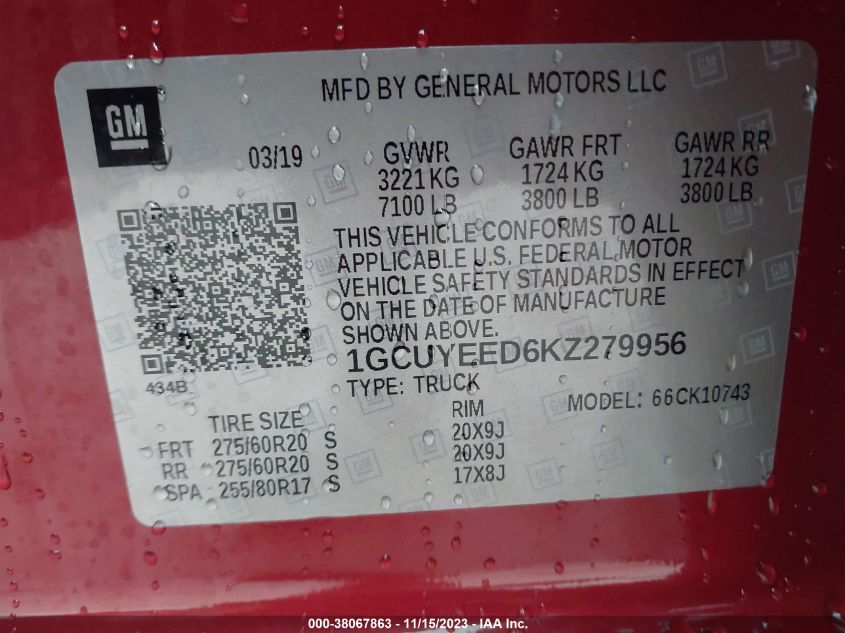 MFD BY GENERAL MOTORS LLC
GM
03/19
GVWR GAWR FRT GAWR RR
3221 KG 1724 KG 1724 KG
7100 LB 3800 LB 3800 LB
THIS VEHICLE CONFORMS TO ALL
APPLICABLE U.S. FEDERAL MOTOR
VEHICLE SAFETY STANDARDS IN EFFECT
ON THE DATE OF MANUFACTURE
SHOWN ABOVE.
1GCUYEED6KZ279956
434B
TYPE: TRUCK
MODEL: 66CK10743
TIRE SIZE RIM
FRT 275/60R20 S 20X9J
RR 275/60R20 S 20X9J
SPA 255/80R17 S 17X8J
000-38067863 - 11/15/2023 - IAA Inc.